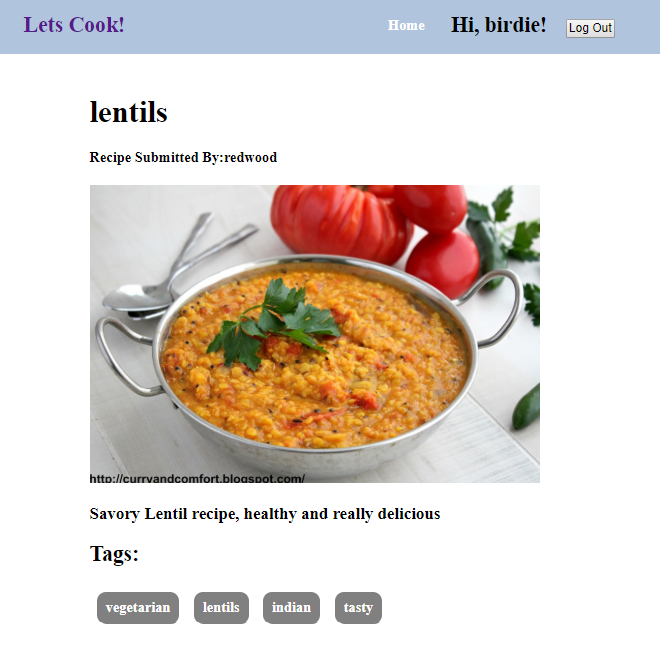 Lets Cook! Home Hi, birdie! Log Out
lentils
Recipe Submitted By:redwood
http://curryandcomfort.blogspot.com/
Savory Lentil recipe, healthy and really delicious
Tags:
vegetarian lentils indian tasty